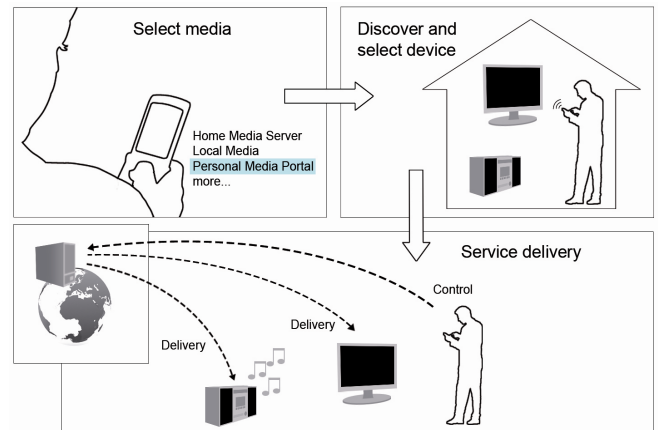 Select media
Home Media Server
Local Media
Personal Media Portal
more...
Discover and
select device
Service delivery
Control
Delivery
Delivery